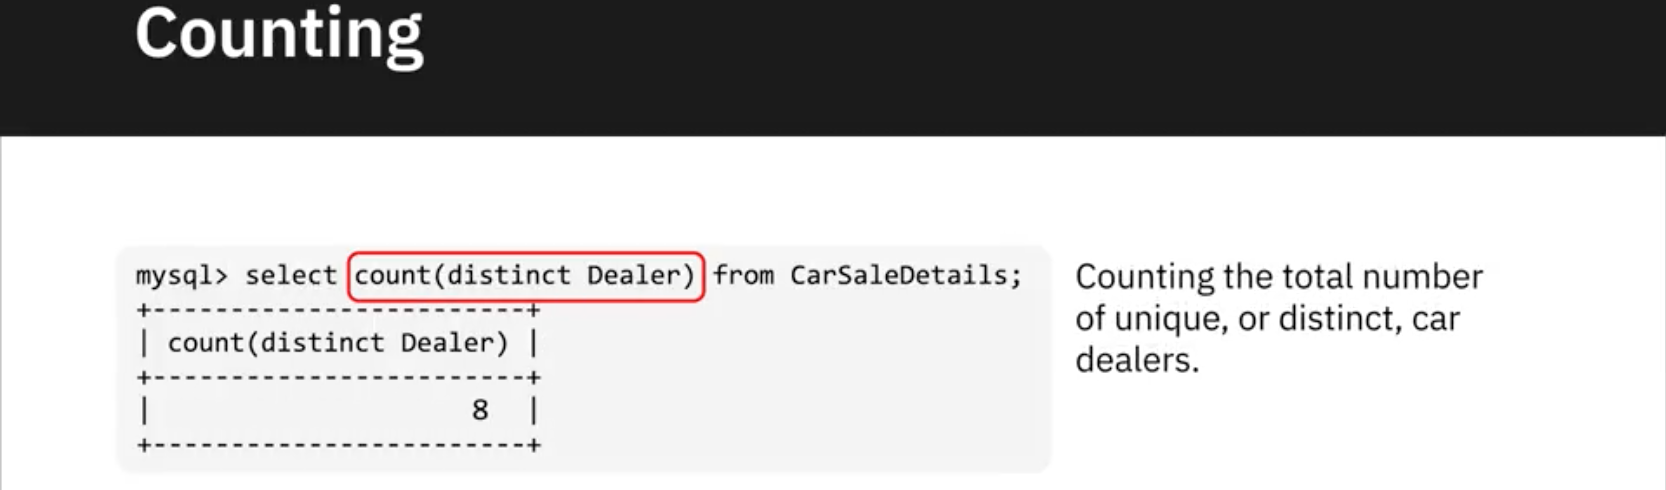 Counting
mysql> select count(distinct Dealer) from CarSaleDetails;
+------------------------+
| count(distinct Dealer) |
+------------------------+
|                      8 |
+------------------------+
Counting the total number
of unique, or distinct, car
dealers.